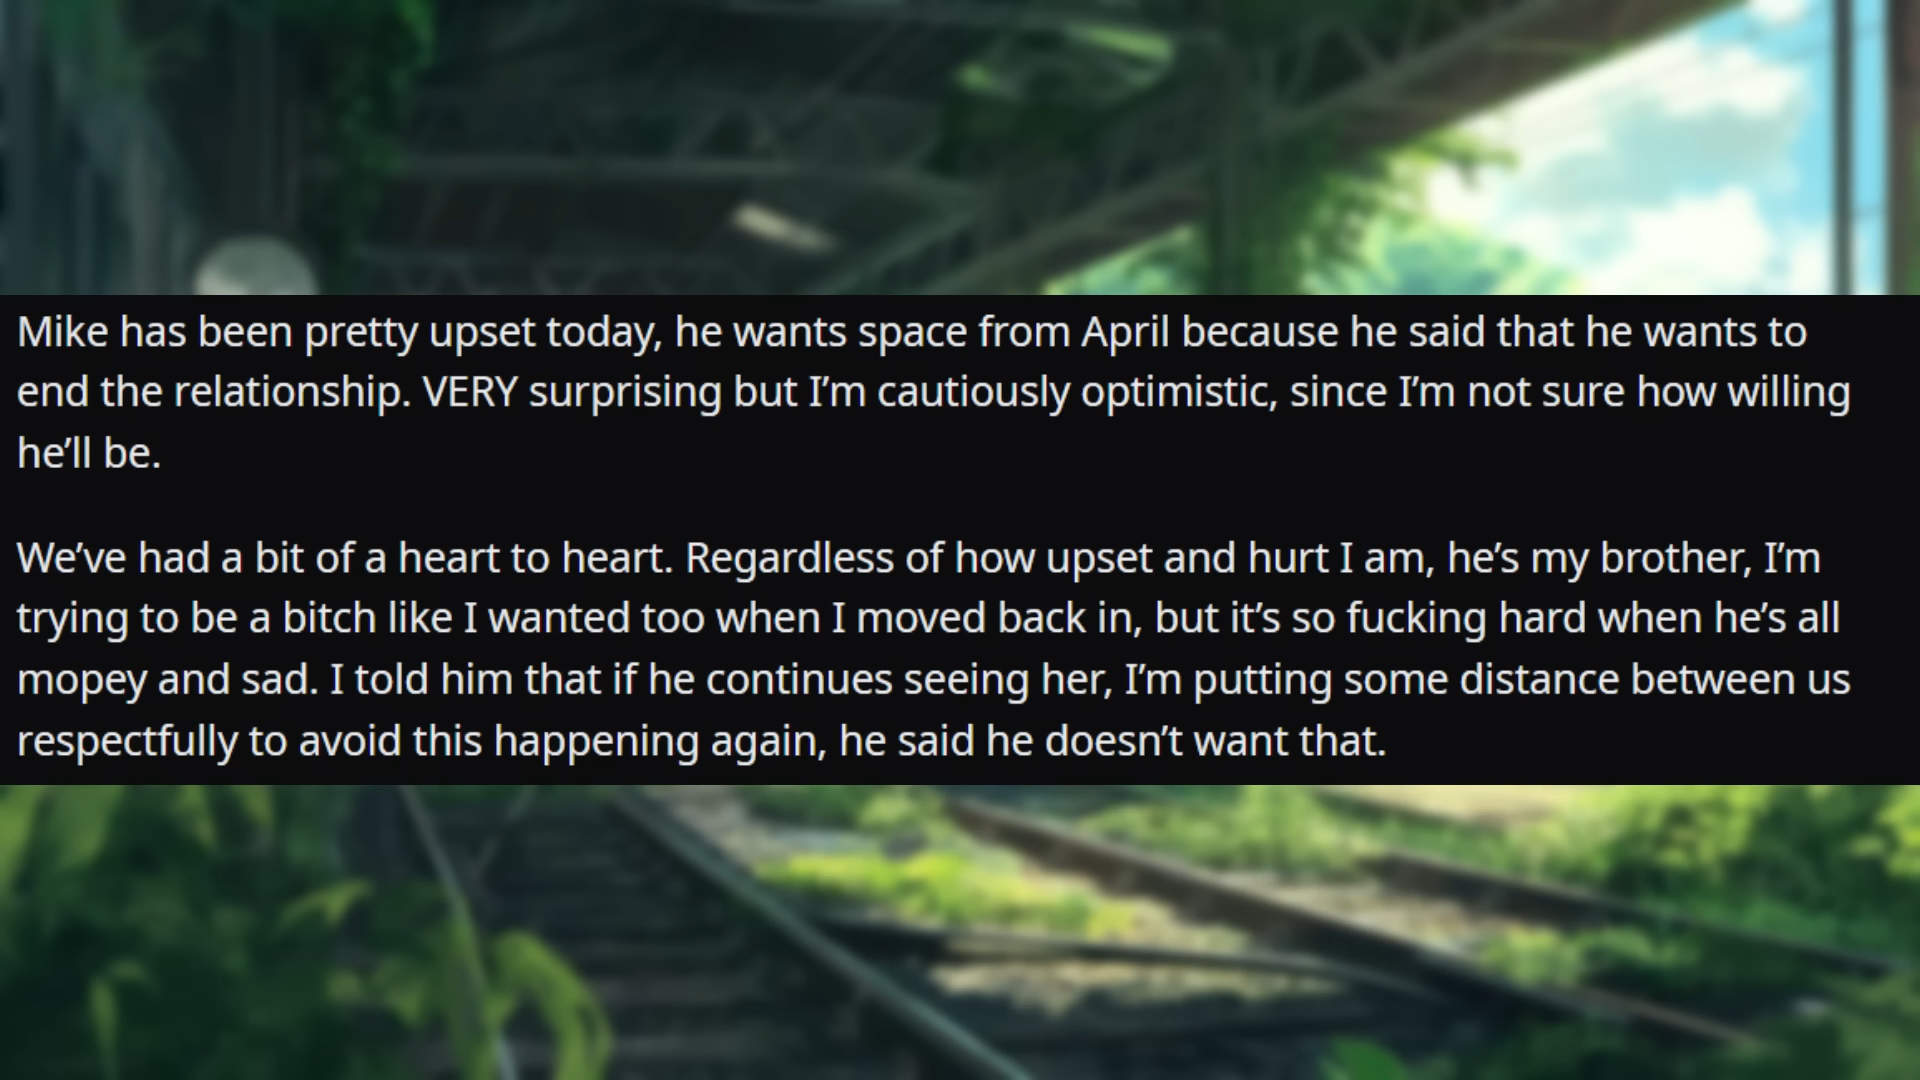 Mike has been pretty upset today, he wants space from April because he said that he wants to
end the relationship. VERY surprising but I’m cautiously optimistic, since I’m not sure how willing
he’ll be.
We’ve had a bit of a heart to heart. Regardless of how upset and hurt I am, he’s my brother, I’m
trying to be a bitch like I wanted too when I moved back in, but it’s so fucking hard when he’s all
mopey and sad. I told him that if he continues seeing her, I’m putting some distance between us
respectfully to avoid this happening again, he said he doesn’t want that.